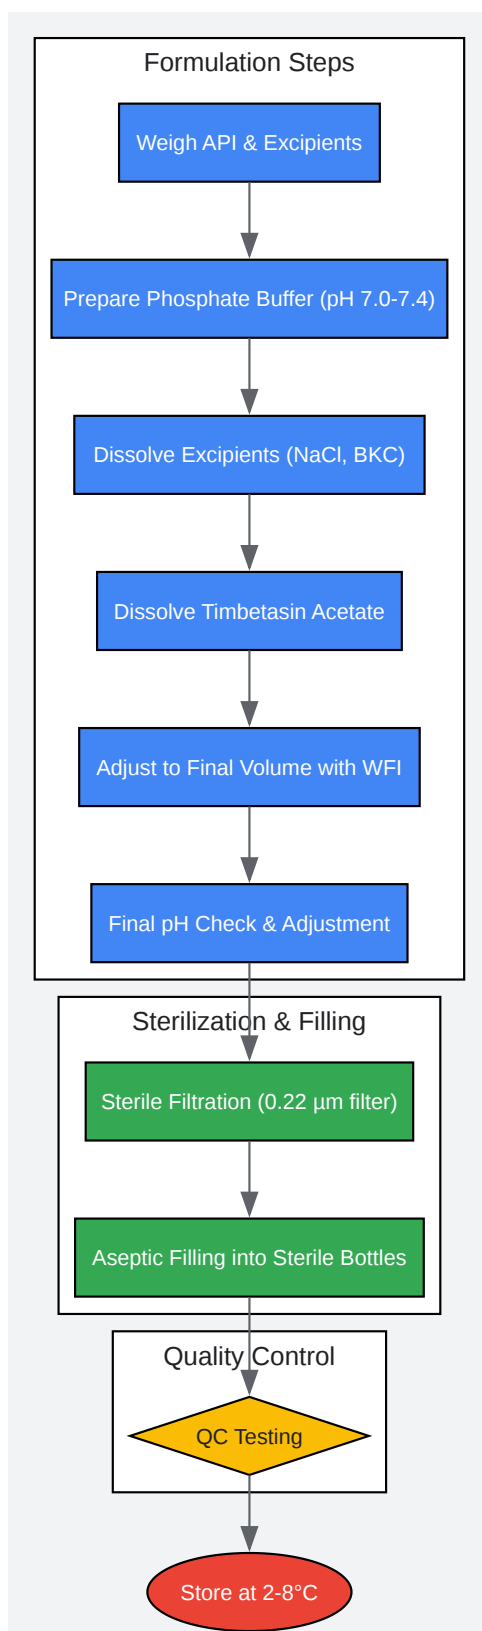 Formulation Steps
Weigh API & Excipients
Prepare Phosphate Buffer (pH 7.0-7.4)
Dissolve Excipients (NaCl, BKC)
Dissolve Timbetasin Acetate
Adjust to Final Volume with WFI
Final pH Check & Adjustment
Sterilization & Filling
Sterile Filtration (0.22 µm filter)
Aseptic Filling into Sterile Bottles
Quality Control
QC Testing
Store at 2-8°C